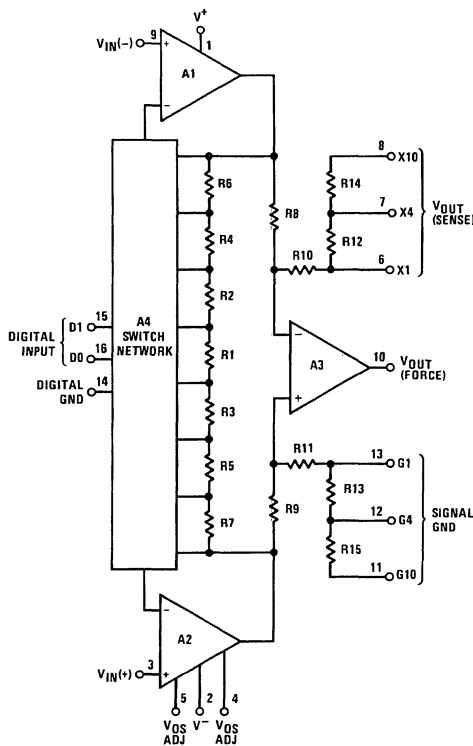 V+
VIN(−) 9 + 1
A1
−
8 X10
R6 R14
R8 7 X4 VOUT (SENSE)
R4 R12
R10 6 X1
R2
A4 SWITCH NETWORK
15 D1
DIGITAL INPUT
16 D0
R1
−
A3 10 VOUT (FORCE)
+
14 DIGITAL GND
R3
R11 13 G1
R5 R13
R9 12 G4 SIGNAL GND
R7 R15
11 G10
−
A2
VIN(+) 3 +
5 2 4
VOS ADJ V− VOS ADJ